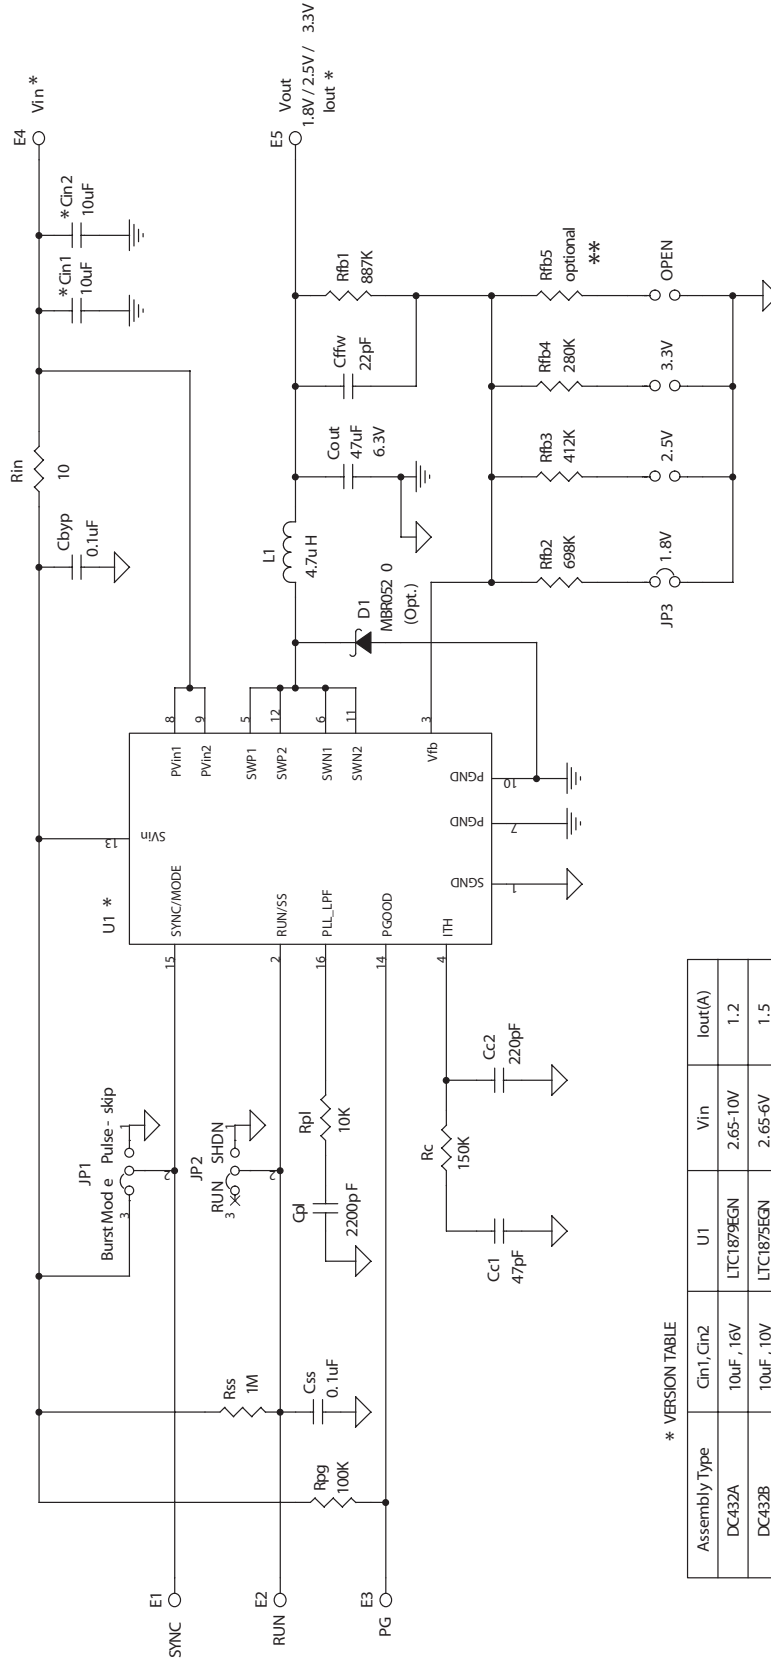 E4
Vin *
* Cin2
10uF
* Cin1
10uF
Rin
10
Cbyp
0.1uF
E5
Vout
1.8V / 2.5V / 3.3V
Iout *
Rfb1
887K
Cffw
22pF
Cout
47uF
6.3V
L1
4.7uH
D1
MBR0520
(Opt.)
Rfb2
698K
Rfb3
412K
Rfb4
280K
Rfb5
optional
**
JP3
1.8V
2.5V
3.3V
OPEN
U1 *
13
SVin
8
PVin1
9
PVin2
5
SWP1
12
SWP2
6
SWN1
11
SWN2
3
Vfb
10
PGND
7
PGND
1
SGND
15
SYNC/MODE
2
RUN/SS
16
PLL_LPF
14
PGOOD
4
ITH
JP1
Burst Mode Pulse-skip
3
2
1
JP2
RUN SHDN
3
2
1
Rpl
10K
Cpl
2200pF
Rc
150K
Cc2
220pF
Cc1
47pF
Rss
1M
Css
0.1uF
Rpg
100K
E1
SYNC
E2
RUN
E3
PG
* VERSION TABLE
Assembly Type Cin1,Cin2 U1 Vin Iout(A)
DC432A 10uF, 16V LTC1879EGN 2.65-10V 1.2
DC432B 10uF, 10V LTC1875EGN 2.65-6V 1.5